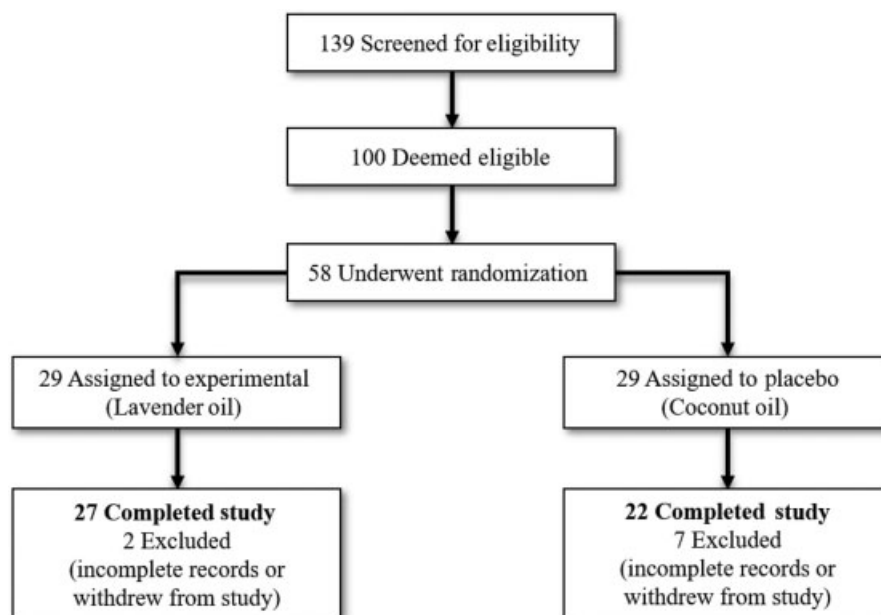 139 Screened for eligibility
100 Deemed eligible
58 Underwent randomization
29 Assigned to experimental
(Lavender oil)
29 Assigned to placebo
(Coconut oil)
27 Completed study
2 Excluded
(incomplete records or
withdrew from study)
22 Completed study
7 Excluded
(incomplete records or
withdrew from study)